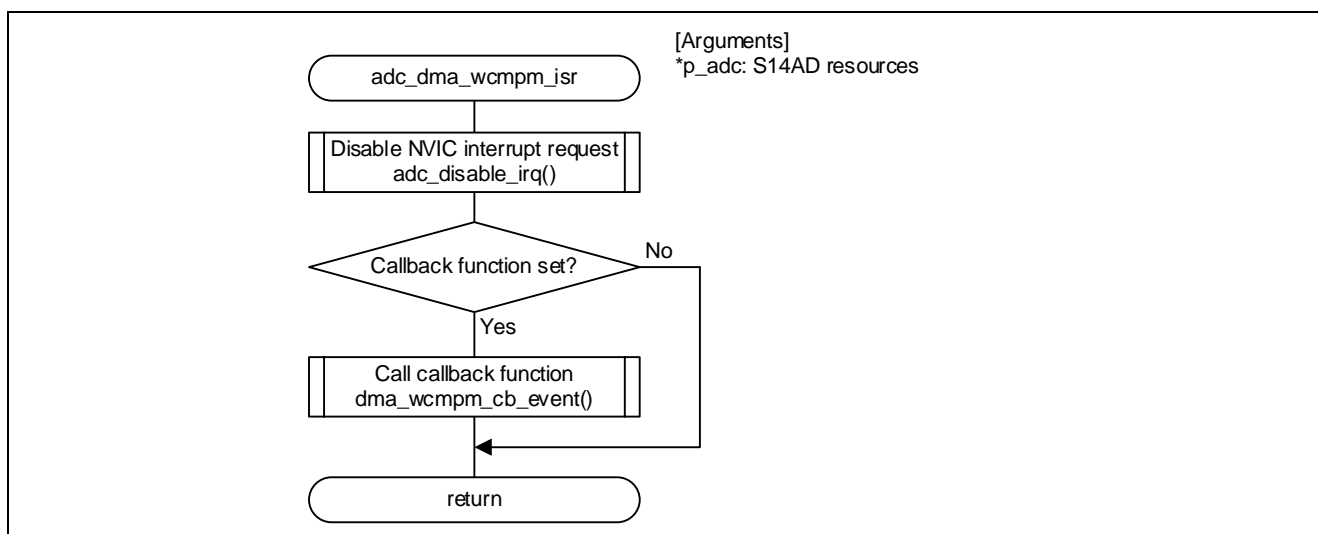 [Arguments]
*p_adc: S14AD resources
adc_dma_wcmpm_isr
Disable NVIC interrupt request
adc_disable_irq()
Callback function set?
No
Yes
Call callback function
dma_wcmpm_cb_event()
return